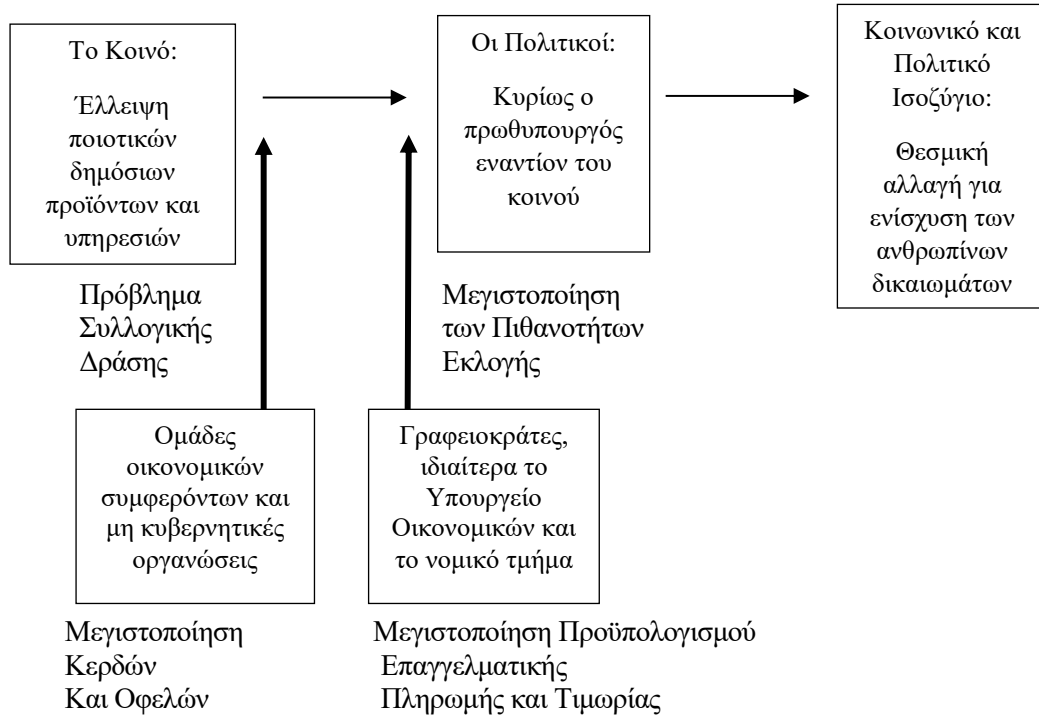 Το Κοινό:
Έλλειψη
ποιοτικών
δημόσιων
προϊόντων και
υπηρεσιών
Πρόβλημα
Συλλογικής
Δράσης
Οι Πολιτικοί:
Κυρίως ο
πρωθυπουργός
εναντίον του
κοινού
Μεγιστοποίηση
των Πιθανοτήτων
Εκλογής
Κοινωνικό και
Πολιτικό
Ισοζύγιο:
Θεσμική
αλλαγή για
ενίσχυση των
ανθρωπίνων
δικαιωμάτων
Ομάδες
οικονομικών
συμφερόντων και
μη κυβερνητικές
οργανώσεις
Μεγιστοποίηση
Κερδών
Και Οφελών
Γραφειοκράτες,
ιδιαίτερα το
Υπουργείο
Οικονομικών και
το νομικό τμήμα
Μεγιστοποίηση Προϋπολογισμού
Επαγγελματικής
Πληρωμής και Τιμωρίας